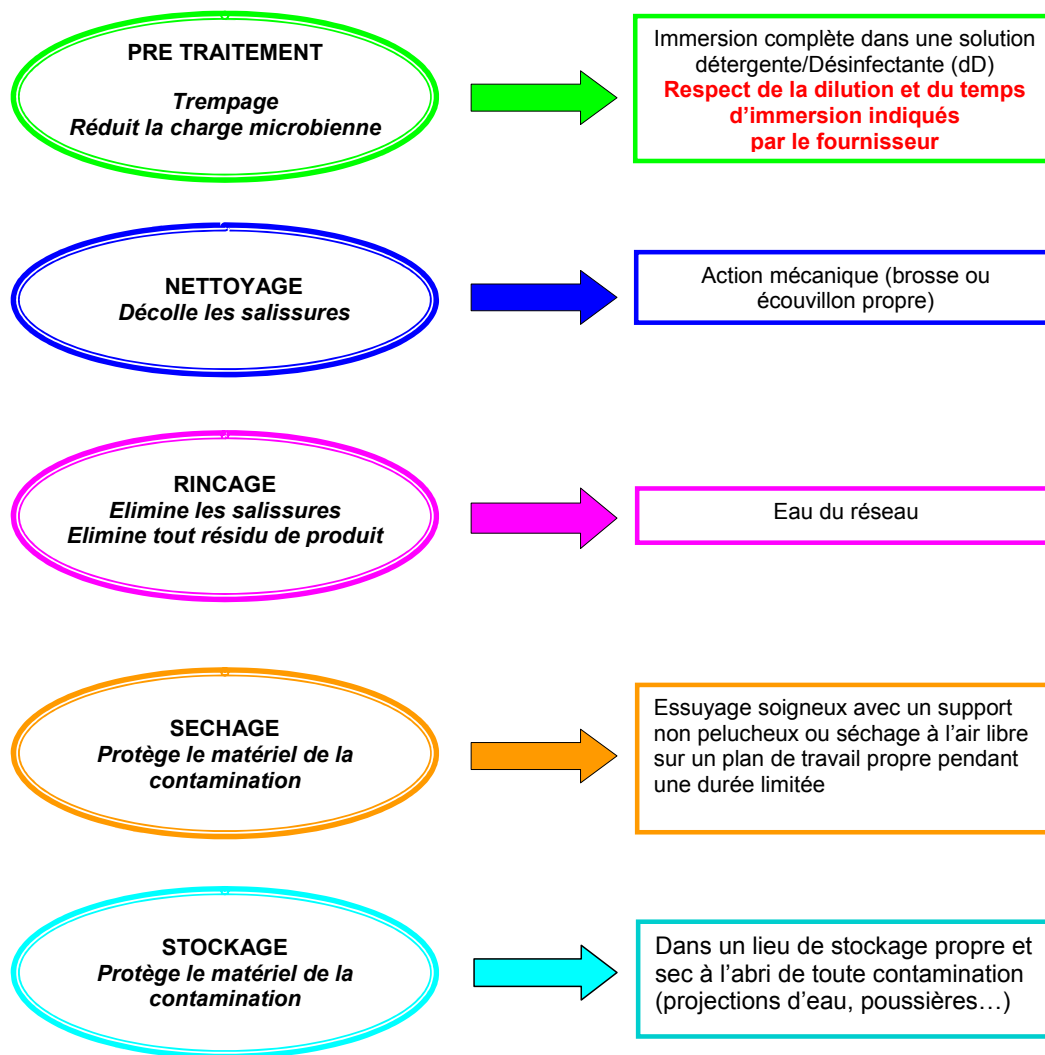 PRE TRAITEMENT
Trempage
Réduit la charge microbienne
Immersion complète dans une solution
détergente/Désinfectante (dD)
Respect de la dilution et du temps
d’immersion indiqués
par le fournisseur
NETTOYAGE
Décolle les salissures
Action mécanique (brosse ou
écouvillon propre)
RINCAGE
Elimine les salissures
Elimine tout résidu de produit
Eau du réseau
SECHAGE
Protège le matériel de la
contamination
Essuyage soigneux avec un support
non pelucheux ou séchage à l’air libre
sur un plan de travail propre pendant
une durée limitée
STOCKAGE
Protège le matériel de la
contamination
Dans un lieu de stockage propre et
sec à l’abri de toute contamination
(projections d’eau, poussières…)